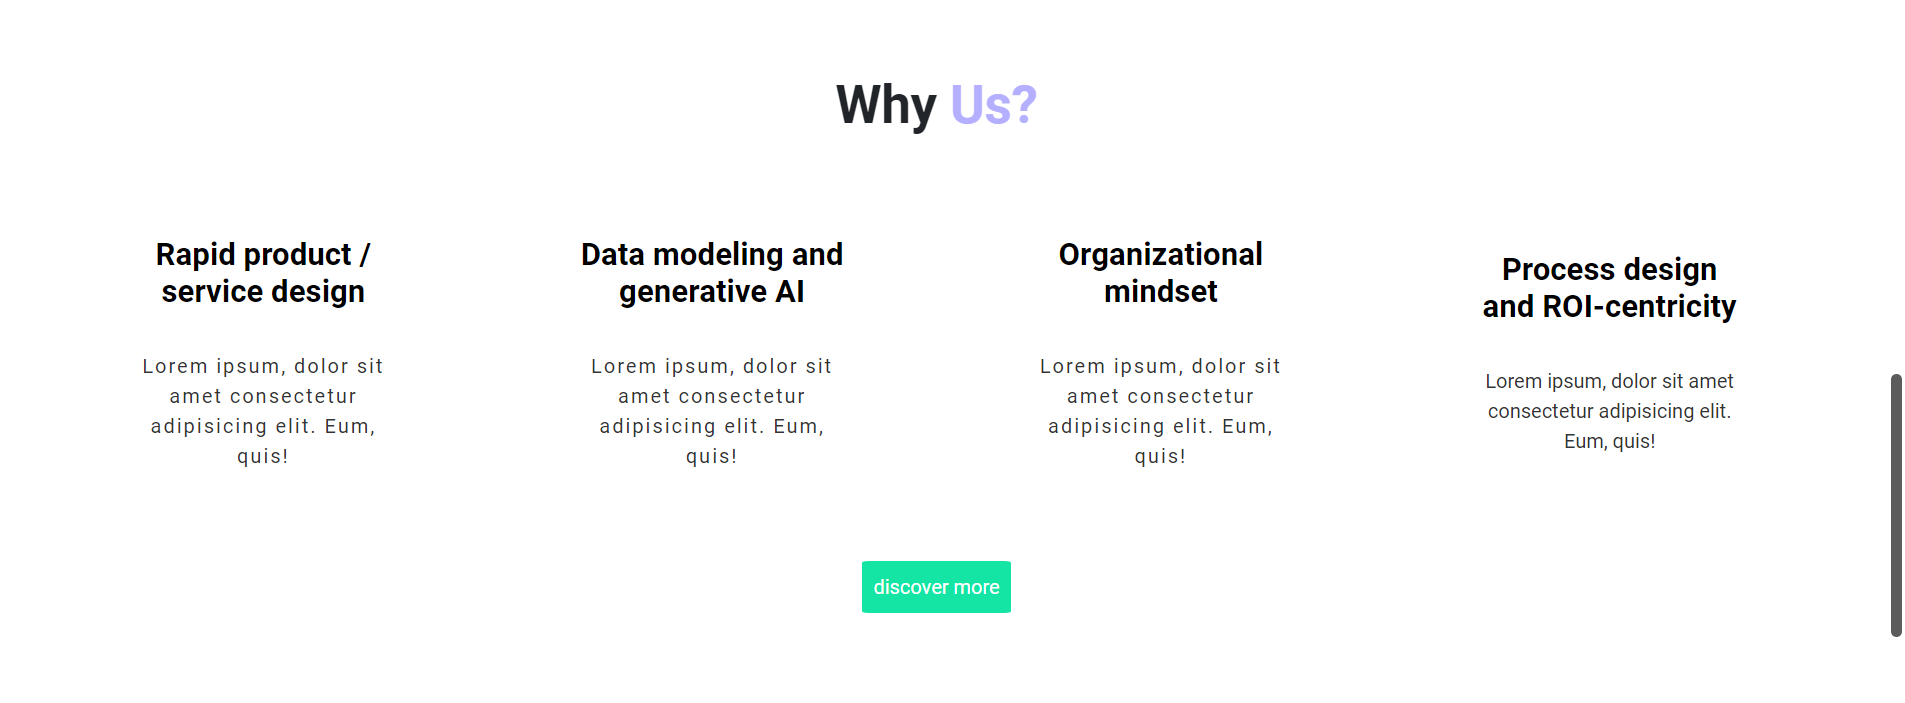 Why Us?
Rapid product /
service design
Lorem ipsum, dolor sit
amet consectetur
adipisicing elit. Eum,
quis!
Data modeling and
generative AI
Lorem ipsum, dolor sit
amet consectetur
adipisicing elit. Eum,
quis!
Organizational
mindset
Lorem ipsum, dolor sit
amet consectetur
adipisicing elit. Eum,
quis!
Process design
and ROI-centricity
Lorem ipsum, dolor sit amet
consectetur adipisicing elit.
Eum, quis!
discover more